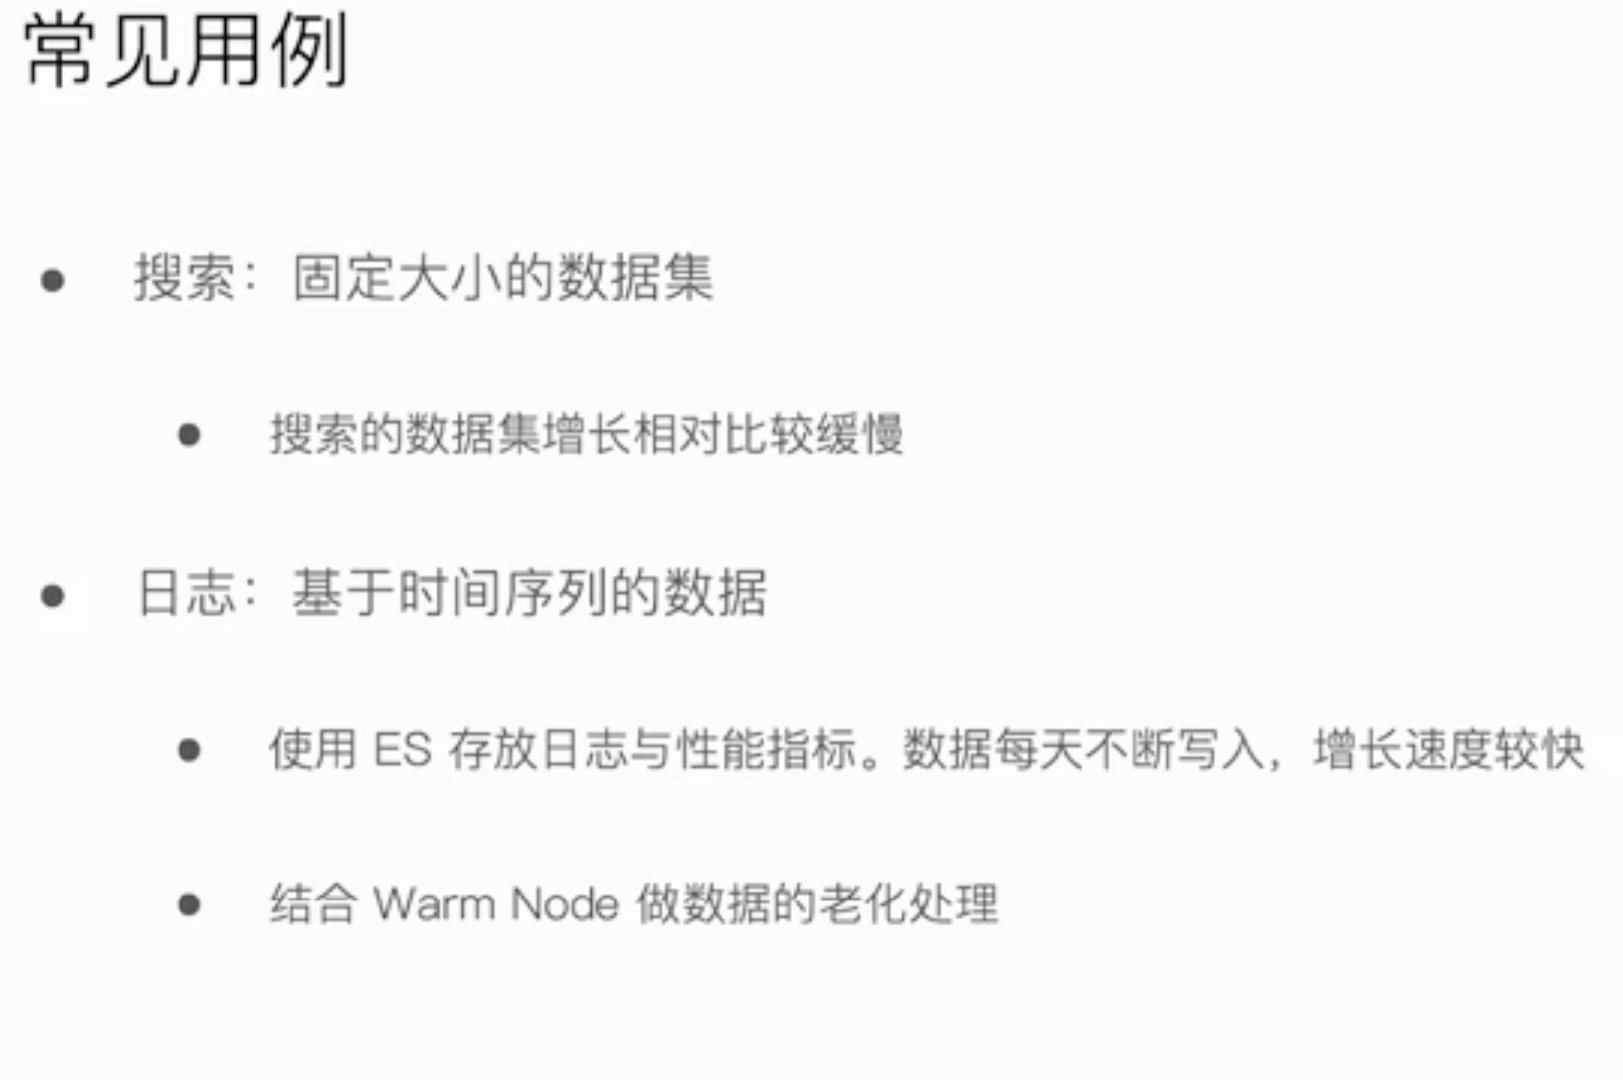 常见用例
搜索：固定大小的数据集
搜索的数据集增长相对比较缓慢
日志：基于时间序列的数据
使用 ES 存放日志与性能指标。数据每天不断写入，增长速度较快
结合 Warm Node 做数据的老化处理